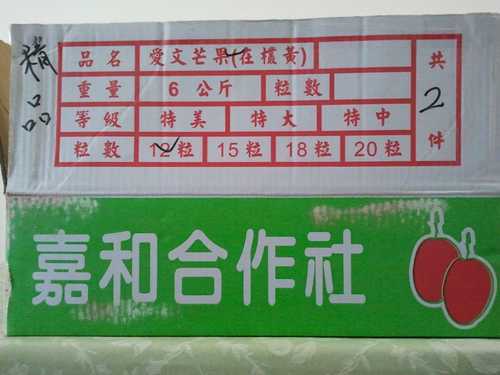 精品
品名 愛文芒果(在欉黃)
重量 6公斤 粒數
等級 特美 特大 特中
粒數 12粒 15粒 18粒 20粒
共2件
嘉和合作社